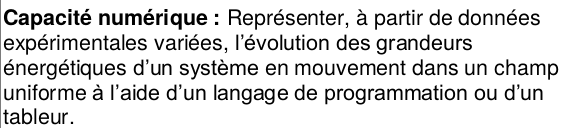 Capacité numérique : Représenter, à partir de données
expérimentales variées, l'évolution des grandeurs
énergétiques d'un système en mouvement dans un champ
uniforme à l'aide d'un langage de programmation ou d'un
tableur.